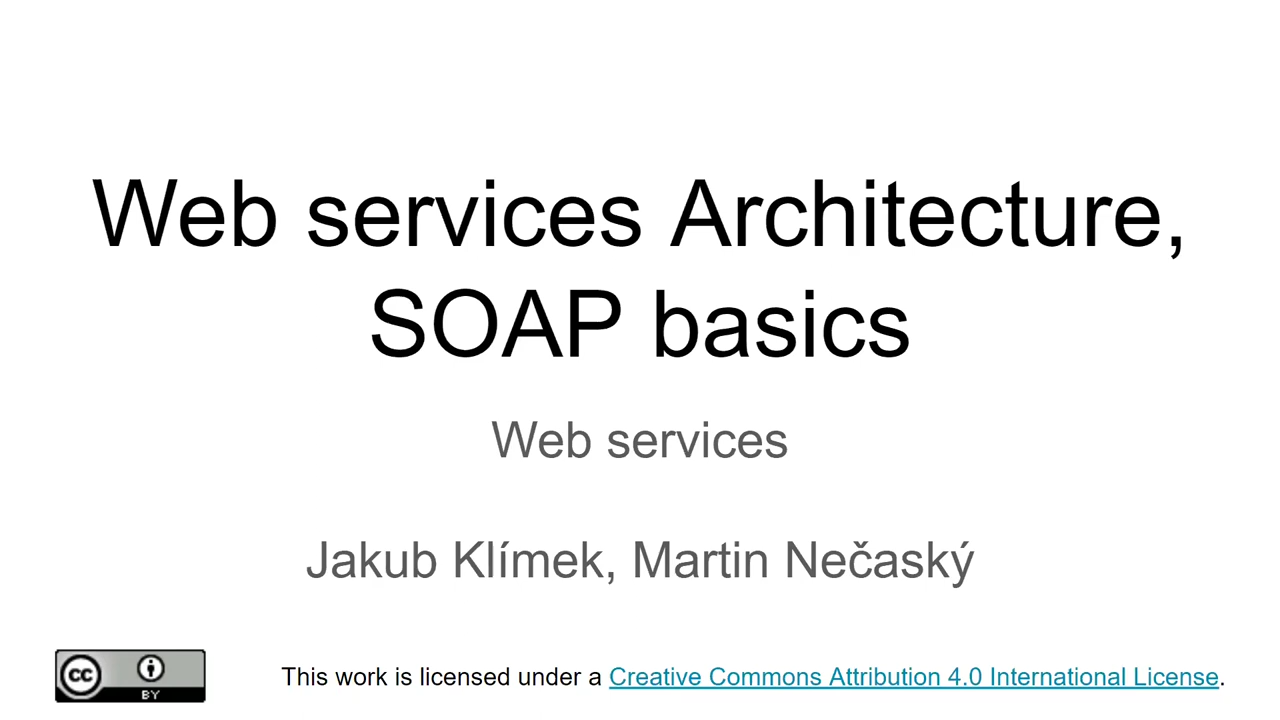 Web services Architecture,
SOAP basics
Web services
Jakub Klímek, Martin Nečaský
cc BY
This work is licensed under a Creative Commons Attribution 4.0 International License.